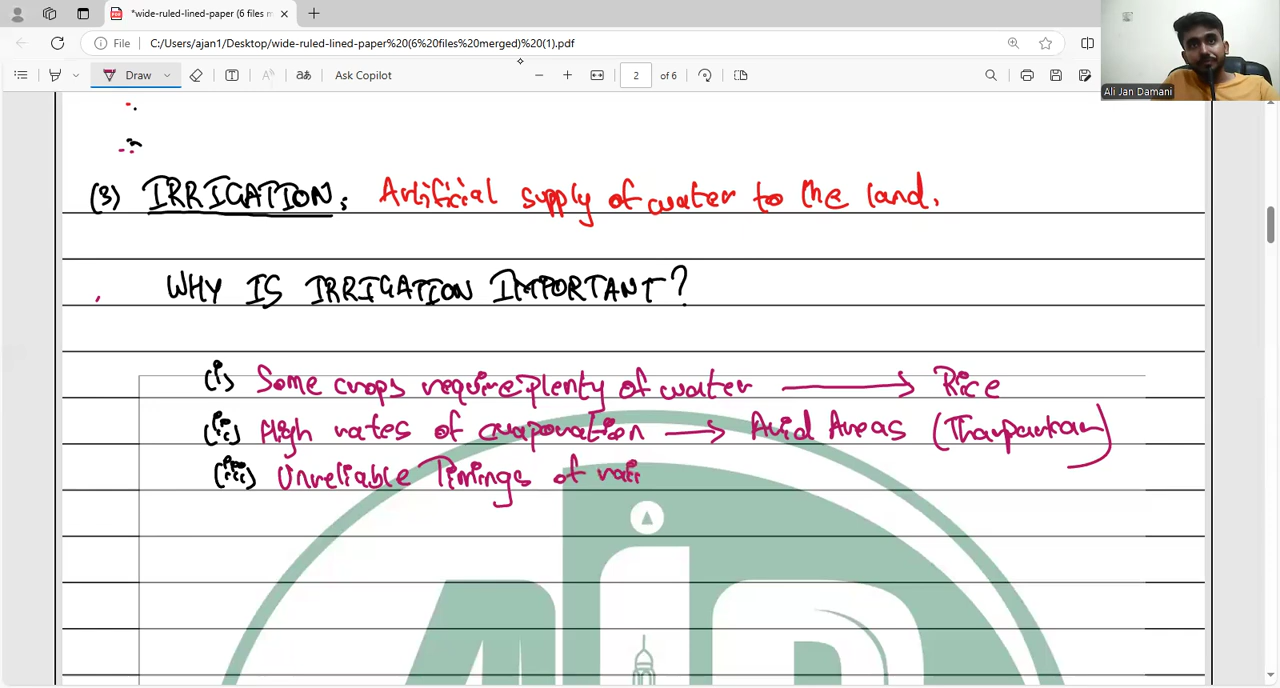 *wide-ruled-lined-paper (6 files m
File C:/Users/ajan1/Desktop/wide-ruled-lined-paper%20(6%20files%20merged)%20(1).pdf
Draw Ask Copilot 2 of 6
Ali Jan Damani
(3) IRRIGATION: Artificial supply of water to the land.
WHY IS IRRIGATION IMPORTANT?
(i) Some crops require plenty of water → Rice
(ii) High rates of evaporation → Arid Areas (Tharparkar)
(iii) Unreliable Timings of rai